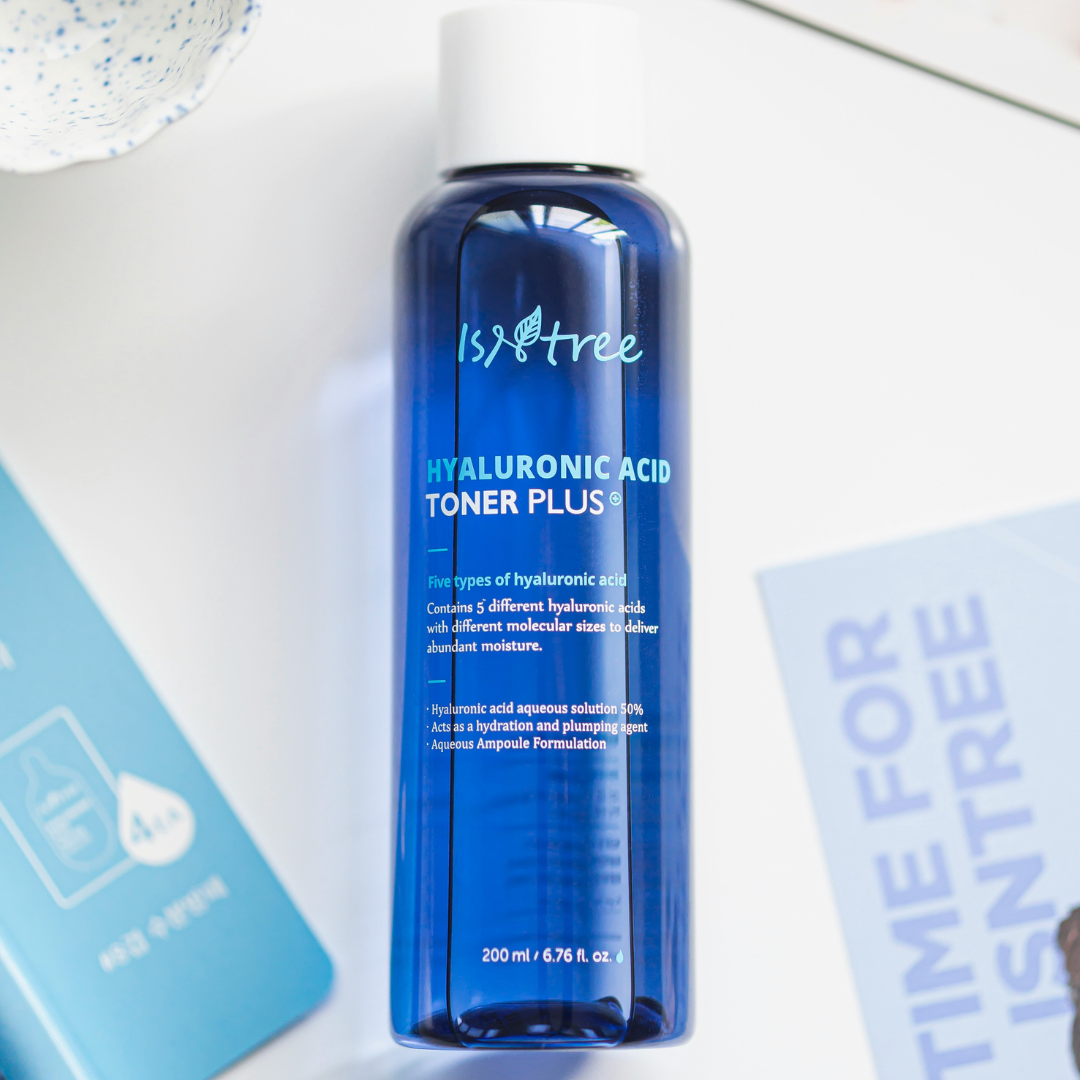 IsNtree
HYALURONIC ACID
TONER PLUS
Five types of hyaluronic acid
Contains 5 different hyaluronic acids
with different molecular sizes to deliver
abundant moisture.
· Hyaluronic acid aqueous solution 50%
· Acts as a hydration and plumping agent
· Aqueous Ampoule Formulation
200 ml / 6.76 fl. oz.
TIME FOR
ISNTREE